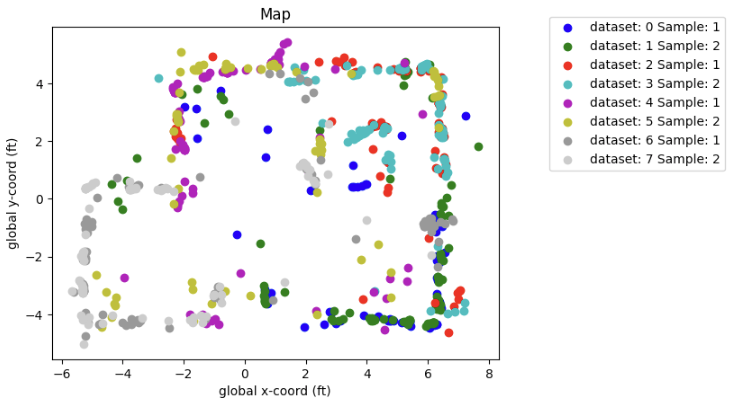 Map
dataset: 0 Sample: 1
dataset: 1 Sample: 2
dataset: 2 Sample: 1
dataset: 3 Sample: 2
dataset: 4 Sample: 1
dataset: 5 Sample: 2
dataset: 6 Sample: 1
dataset: 7 Sample: 2
global y-coord (ft)
4
2
0
−2
−4
−6 −4 −2 0 2 4 6 8
global x-coord (ft)